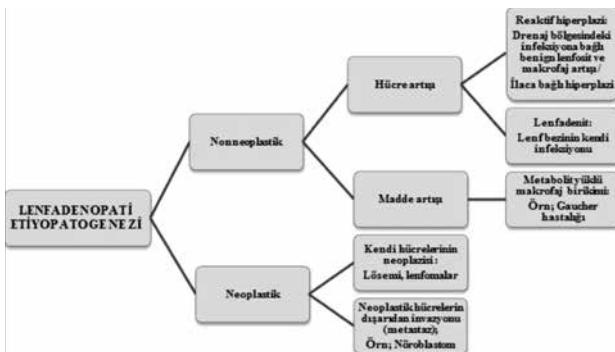 LENFADENOPATİ
ETİYOPATOGENEZİ
Nonneoplastik
Hücre artışı
Reaktif hiperplazi:
Drenaj bölgesindeki
infeksiyona bağlı
benign lenfosit ve
makrofaj artışı/
İlaca bağlı hiperplazi
Lenfadenit:
Lenf bezinin kendi
infeksiyonu
Madde artışı
Metabolit yüklü
makrofaj birikimi:
Örn; Gaucher
hastalığı
Neoplastik
Kendi hücrelerinin
neoplazisi :
Lösemi, lenfomalar
Neoplastik hücrelerin
dışarıdan invazyonu
(metastaz);
Örn; Nöroblastom